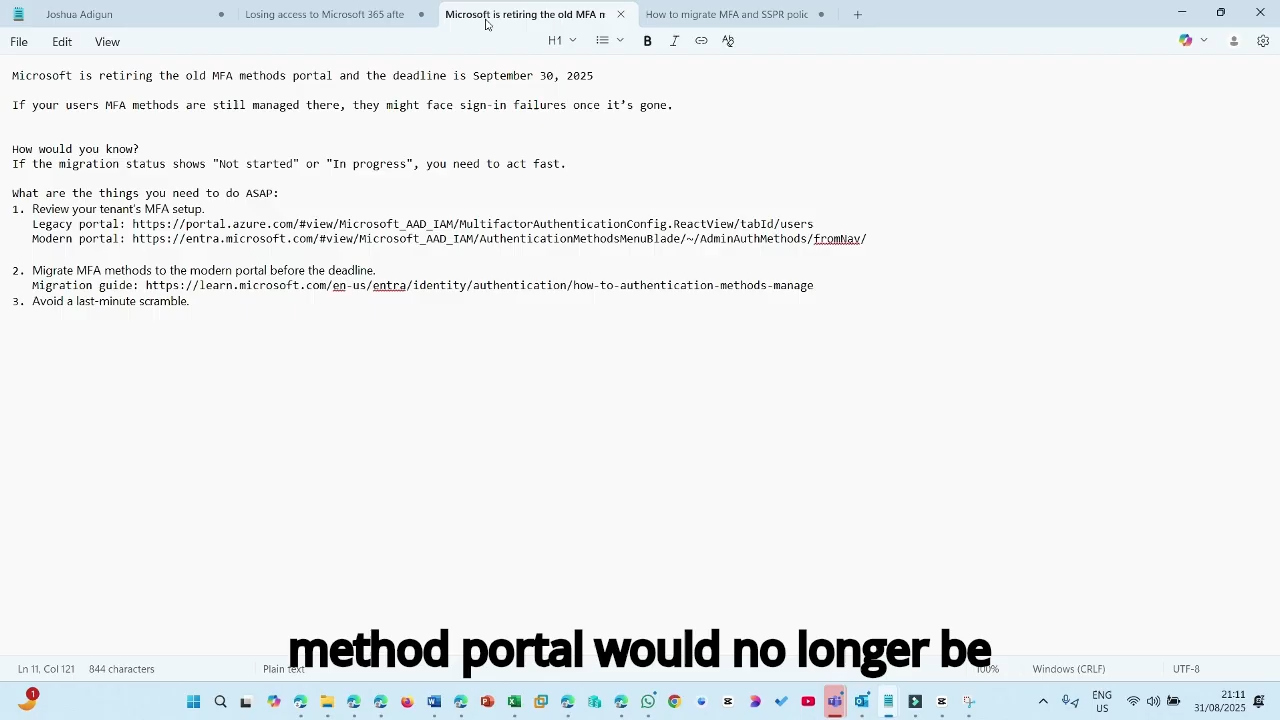 Joshua Adigun
Losing access to Microsoft 365 afte
Microsoft is retiring the old MFA m
How to migrate MFA and SSPR polic
File
Edit
View
H1
B
I
Microsoft is retiring the old MFA methods portal and the deadline is September 30, 2025
If your users MFA methods are still managed there, they might face sign-in failures once it's gone.
How would you know?
If the migration status shows "Not started" or "In progress", you need to act fast.
What are the things you need to do ASAP:
1. Review your tenant's MFA setup.
Legacy portal: https://portal.azure.com/#view/Microsoft_AAD_IAM/MultifactorAuthenticationConfig.ReactView/tabId/users
Modern portal: https://entra.microsoft.com/#view/Microsoft_AAD_IAM/AuthenticationMethodsMenuBlade/~/AdminAuthMethods/fromNav/
2. Migrate MFA methods to the modern portal before the deadline.
Migration guide: https://learn.microsoft.com/en-us/entra/identity/authentication/how-to-authentication-methods-manage
3. Avoid a last-minute scramble.
method portal would no longer be
Ln 11, Col 121
844 characters
Plain text
100%
Windows (CRLF)
UTF-8
1
ENG
US
21:11
31/08/2025